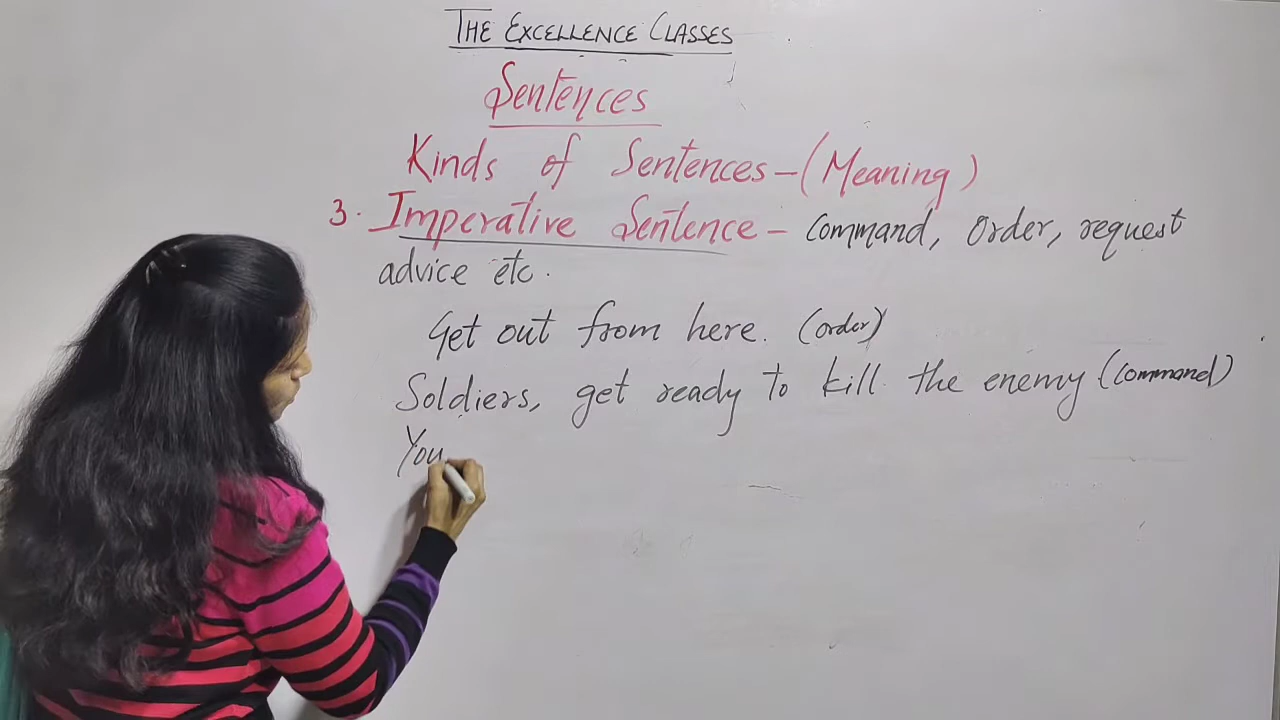 THE EXCELLENCE CLASSES
Sentences
Kinds of Sentences - (Meaning)
3. Imperative Sentence - Command, Order, request
advice etc.
Get out from here. (order)
Soldiers, get ready to kill the enemy (Command)
You